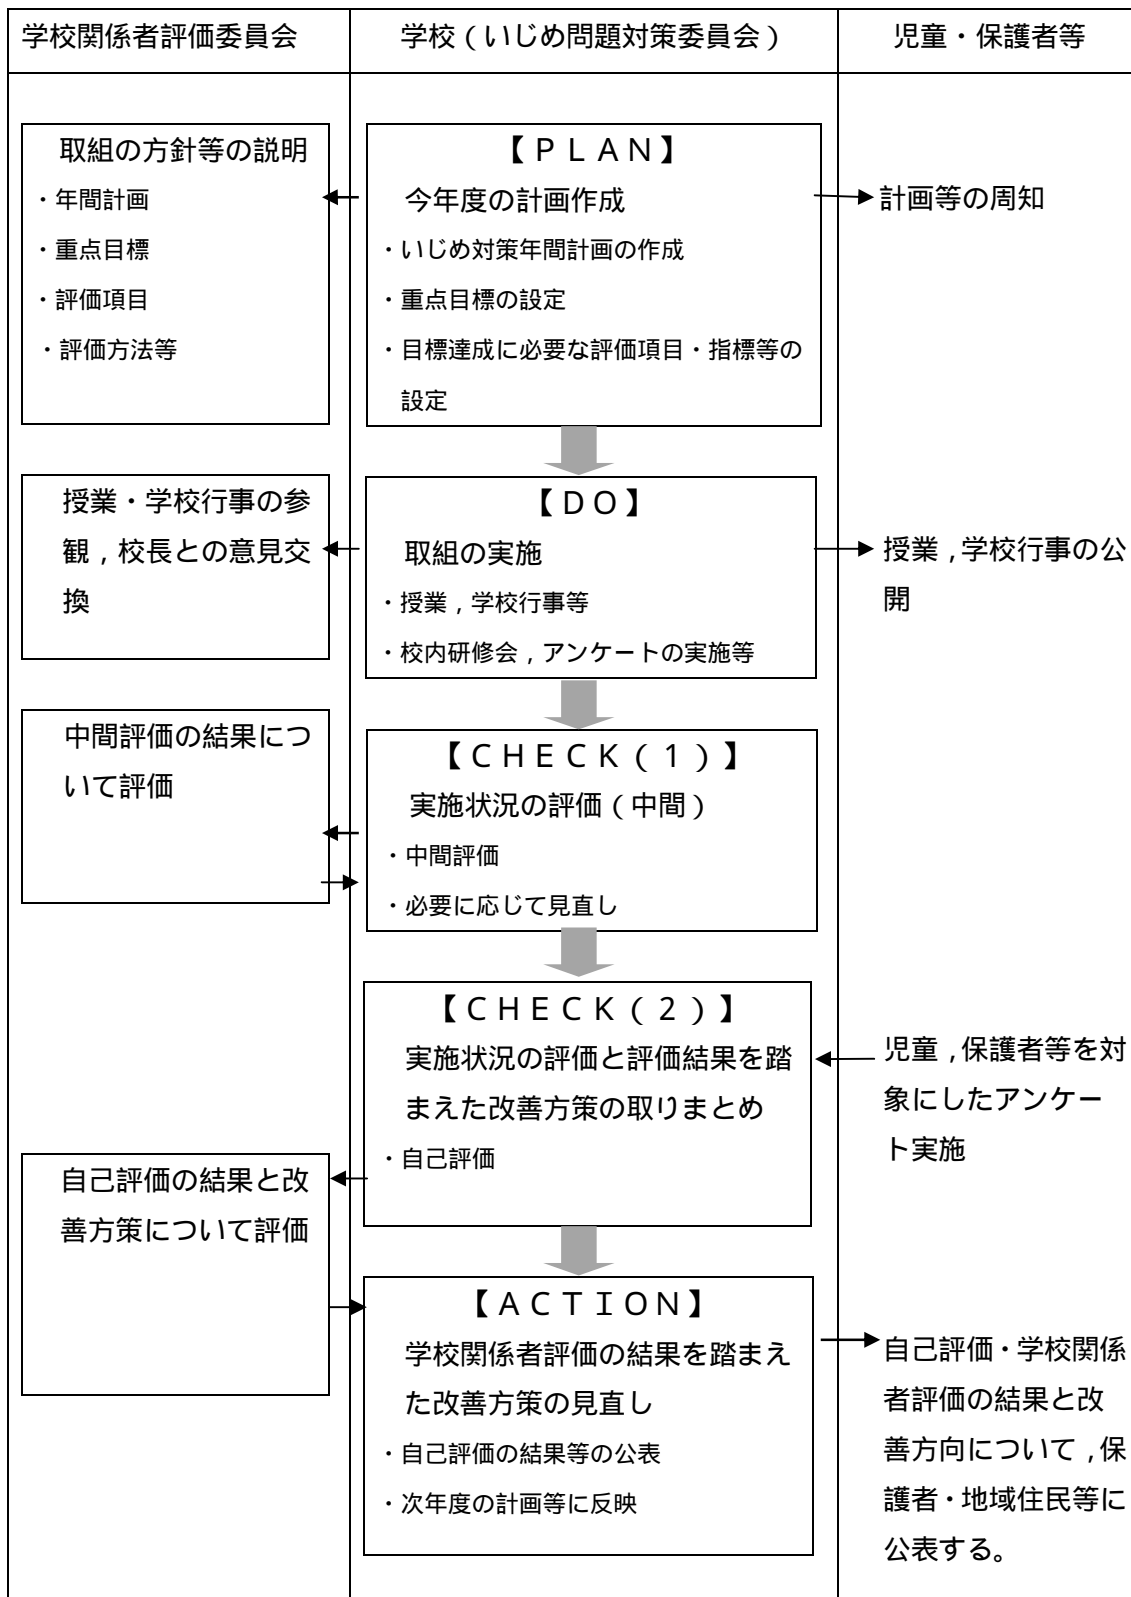 学校関係者評価委員会
学校(いじめ問題対策委員会)
児童・保護者等
取組の方針等の説明
・年間計画
・重点目標
・評価項目
・評価方法等
【PLAN】
今年度の計画作成
・いじめ対策年間計画の作成
・重点目標の設定
・目標達成に必要な評価項目・指標等の
設定
計画等の周知
授業・学校行事の参
観,校長との意見交
換
【DO】
取組の実施
・授業,学校行事等
・校内研修会,アンケートの実施等
授業,学校行事の公
開
中間評価の結果につ
いて評価
【CHECK(1)】
実施状況の評価(中間)
・中間評価
・必要に応じて見直し
【CHECK(2)】
実施状況の評価と評価結果を踏
まえた改善方策の取りまとめ
・自己評価
児童,保護者等を対
象にしたアンケー
ト実施
自己評価の結果と改
善方策について評価
【ACTION】
学校関係者評価の結果を踏まえ
た改善方策の見直し
・自己評価の結果等の公表
・次年度の計画等に反映
自己評価・学校関係
者評価の結果と改
善方向について,保
護者・地域住民等に
公表する。